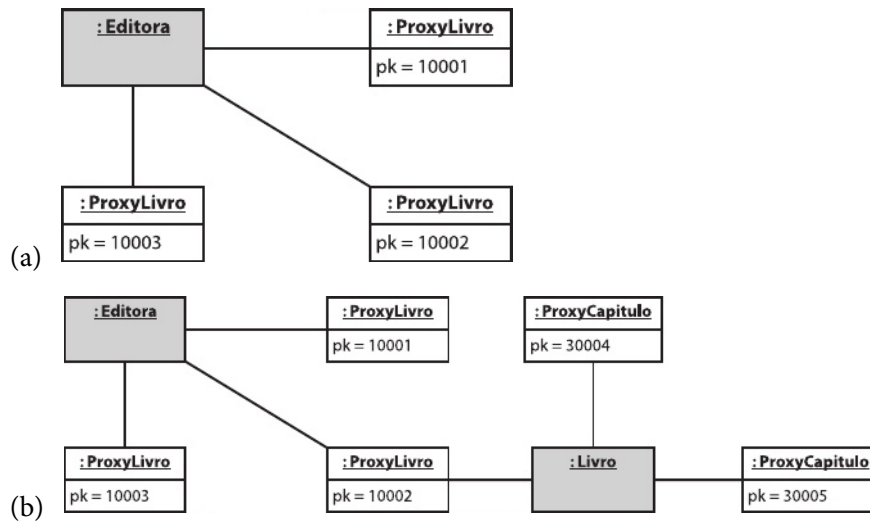 :Editora
:ProxyLivro
pk = 10001
:ProxyLivro
pk = 10003
:ProxyLivro
pk = 10002
(a)
:Editora
:ProxyLivro
pk = 10001
:ProxyCapitulo
pk = 30004
:ProxyLivro
pk = 10003
:ProxyLivro
pk = 10002
:Livro
:ProxyCapitulo
pk = 30005
(b)